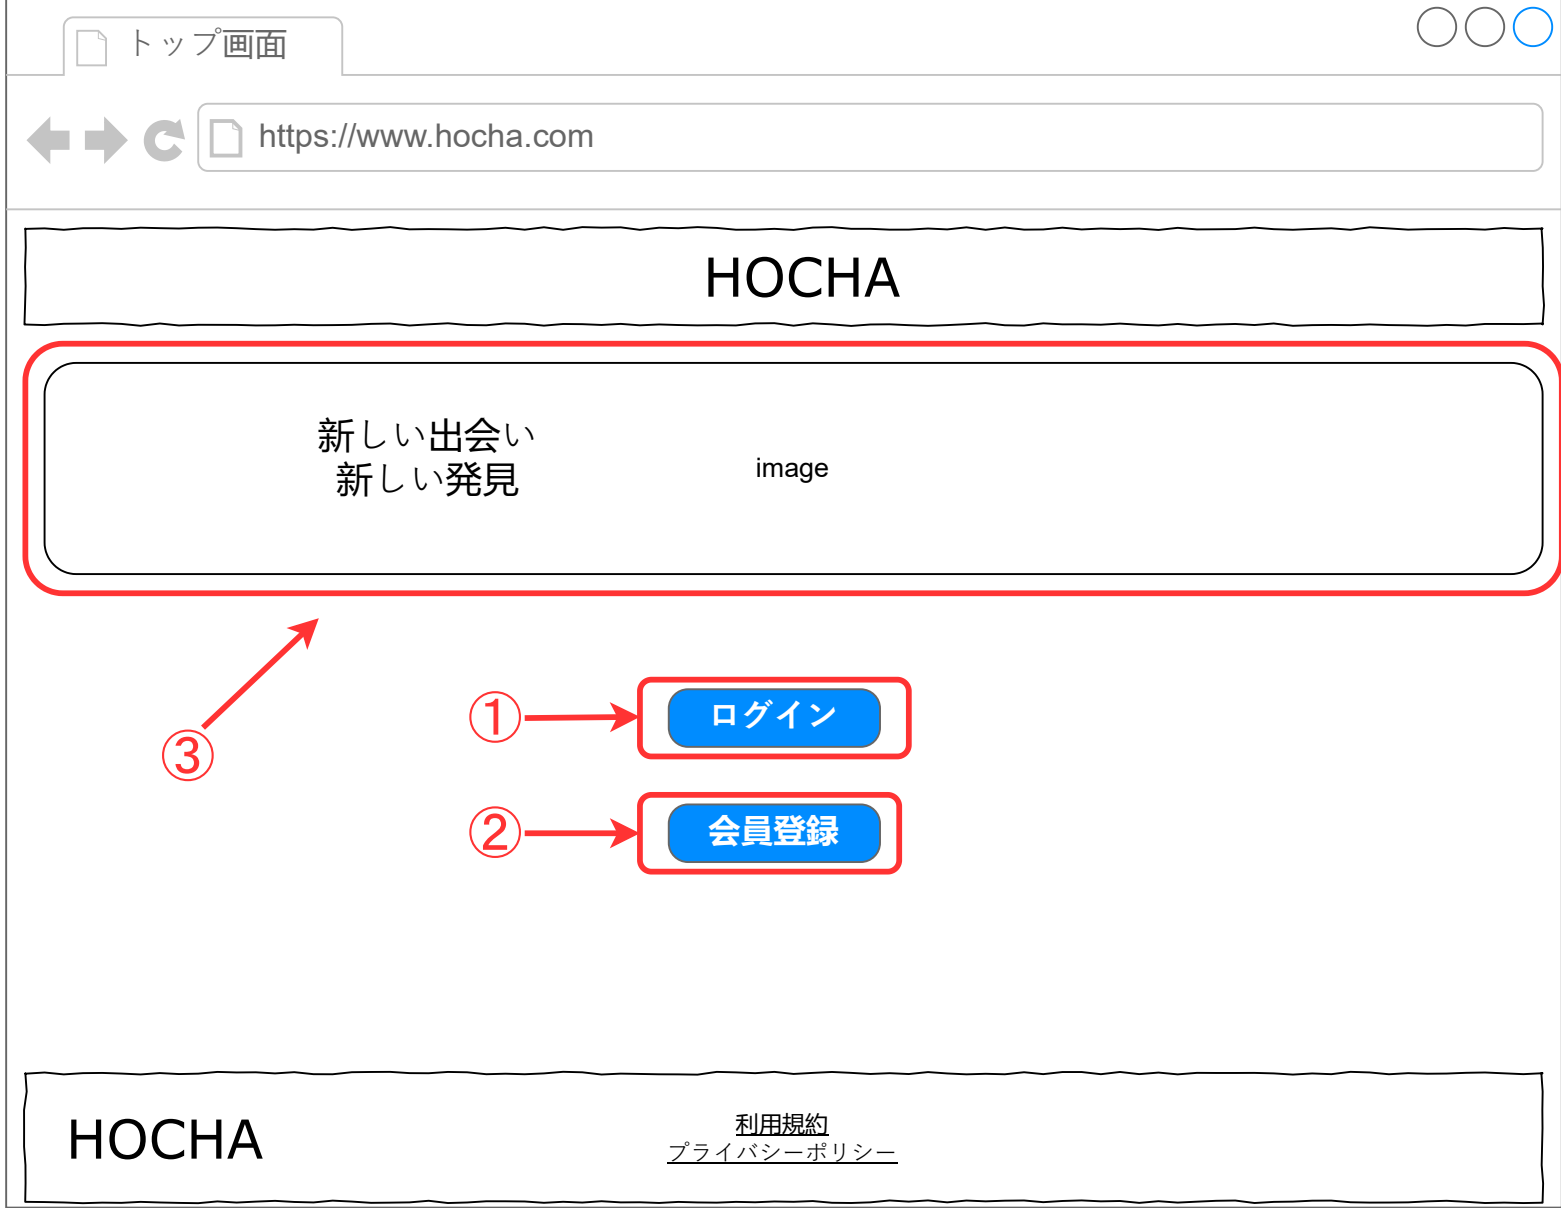 トップ画面
https://www.hocha.com
HOCHA
新しい出会い
新しい発見
image
①
ログイン
③
②
会員登録
HOCHA
利用規約
プライバシーポリシー